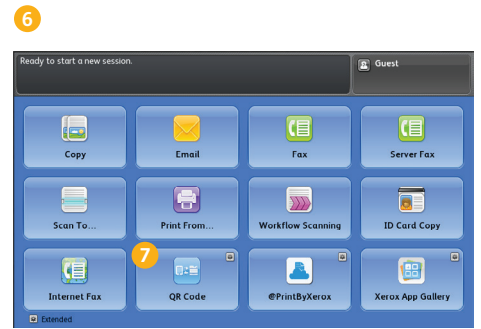 6
Ready to start a new session.
Guest
Copy
Email
Fax
Server Fax
Scan To...
Print From...
Workflow Scanning
ID Card Copy
7
Internet Fax
QR Code
@PrintByXerox
Xerox App Gallery
Extended